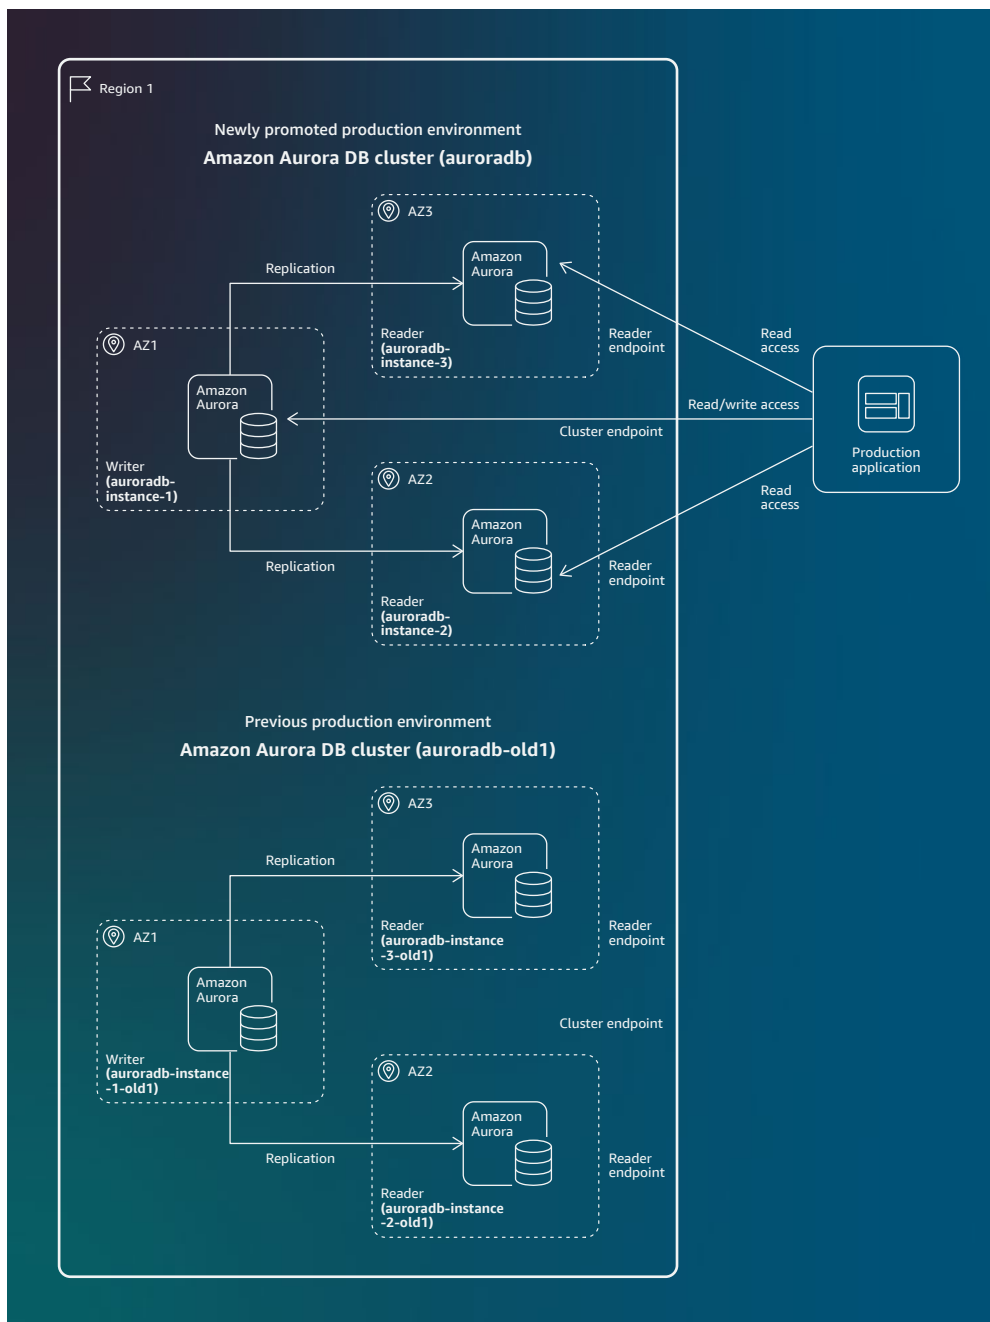 Region 1
Newly promoted production environment
Amazon Aurora DB cluster (auroradb)
AZ3
Amazon
Aurora
Replication
Reader
(auroradb-
instance-3)
Reader
endpoint
Read
access
AZ1
Amazon
Aurora
Writer
(auroradb-
instance-1)
Read/write access
Cluster endpoint
Production
application
AZ2
Amazon
Aurora
Read
access
Replication
Reader
endpoint
Reader
(auroradb-
instance-2)
Previous production environment
Amazon Aurora DB cluster (auroradb-old1)
AZ3
Amazon
Aurora
Replication
Reader
(auroradb-instance
-3-old1)
Reader
endpoint
AZ1
Amazon
Aurora
Writer
(auroradb-instance
-1-old1)
Cluster endpoint
AZ2
Amazon
Aurora
Replication
Reader
endpoint
Reader
(auroradb-instance
-2-old1)